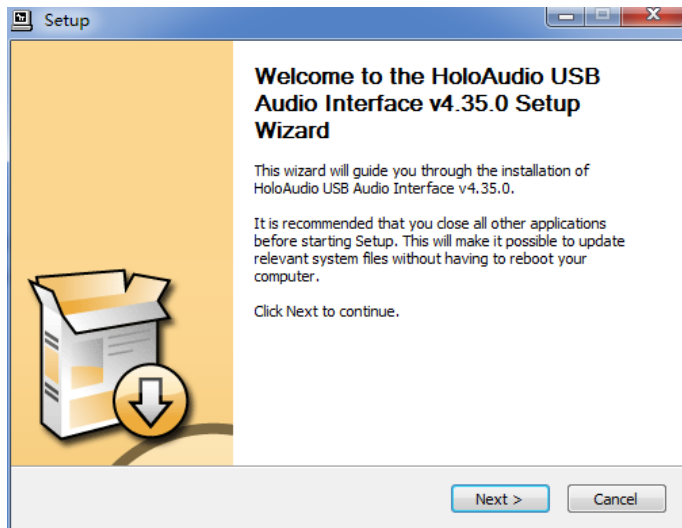 Setup
Welcome to the HoloAudio USB
Audio Interface v4.35.0 Setup
Wizard
This wizard will guide you through the installation of
HoloAudio USB Audio Interface v4.35.0.
It is recommended that you close all other applications
before starting Setup. This will make it possible to update
relevant system files without having to reboot your
computer.
Click Next to continue.
Next >
Cancel